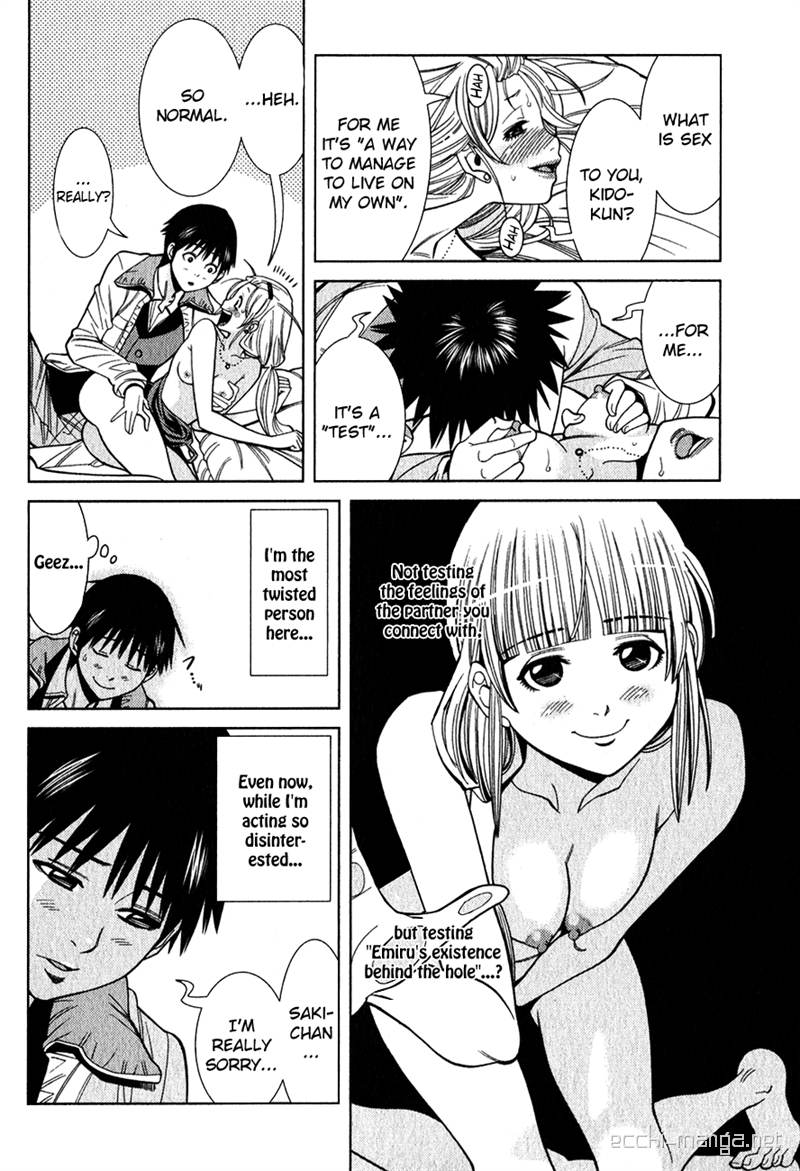 WHAT IS SEX
TO YOU,
KIDO-
KUN?
HAH
HAH
FOR ME
IT'S "A WAY
TO MANAGE
TO LIVE ON
MY OWN".
...FOR
ME...
IT'S A
"TEST"...
...HEH.
SO
NORMAL.
...
REALLY?
Not testing
the feelings of
the partner you
connect with.
but testing
"Emiru's existence
behind the hole"...?
I'm the
most
twisted
person
here...
Geez...
Even now,
while I'm
acting so
disinter-
ested...
SAKI-
CHAN
...
I'M
REALLY
SORRY...
ecchi-manga.net